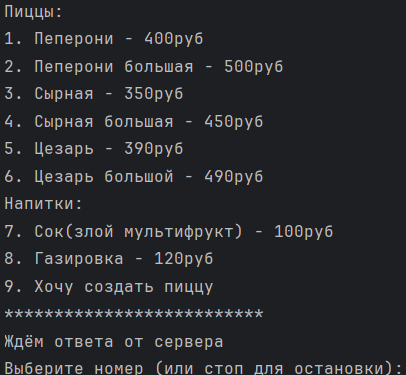 Пиццы:
1. Пеперони - 400руб
2. Пеперони большая - 500руб
3. Сырная - 350руб
4. Сырная большая - 450руб
5. Цезарь - 390руб
6. Цезарь большой - 490руб
Напитки:
7. Сок(злой мультифрукт) - 100руб
8. Газировка - 120руб
9. Хочу создать пиццу
**************************
Ждём ответа от сервера
Выберите номер (или стоп для остановки):